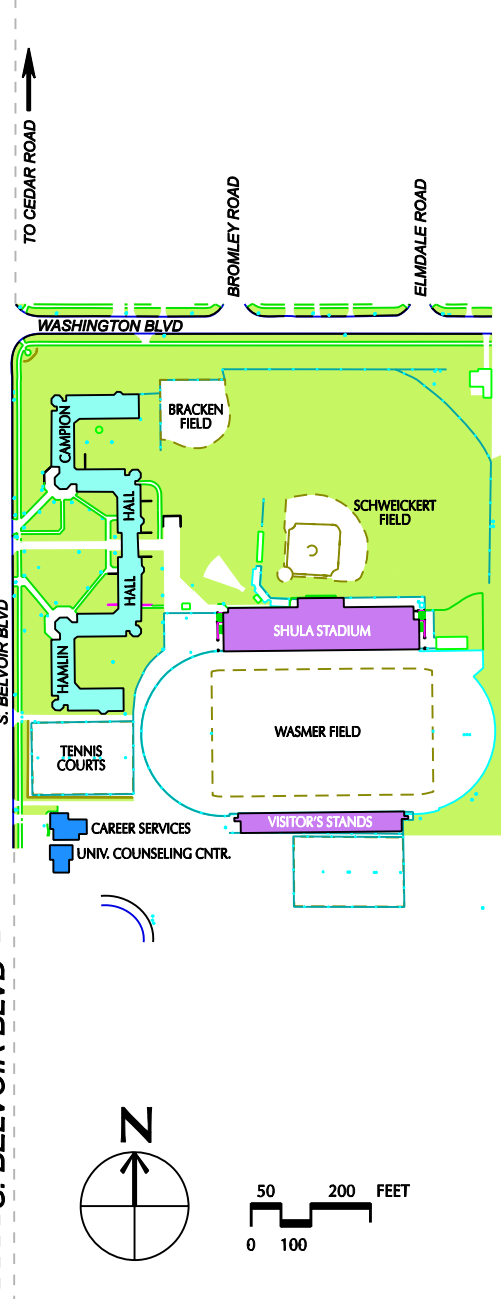 TO CEDAR ROAD
BROMLEY ROAD
ELMDALE ROAD
WASHINGTON BLVD
CAMPION
HALL
BRACKEN
FIELD
SCHWEICKERT
FIELD
HALL
HAMLIN
SHULA STADIUM
S. BELVOIR BLVD
WASMER FIELD
TENNIS
COURTS
VISITOR'S STANDS
CAREER SERVICES
UNIV. COUNSELING CNTR.
S. BELVOIR BLVD
N
50 200 FEET
0 100